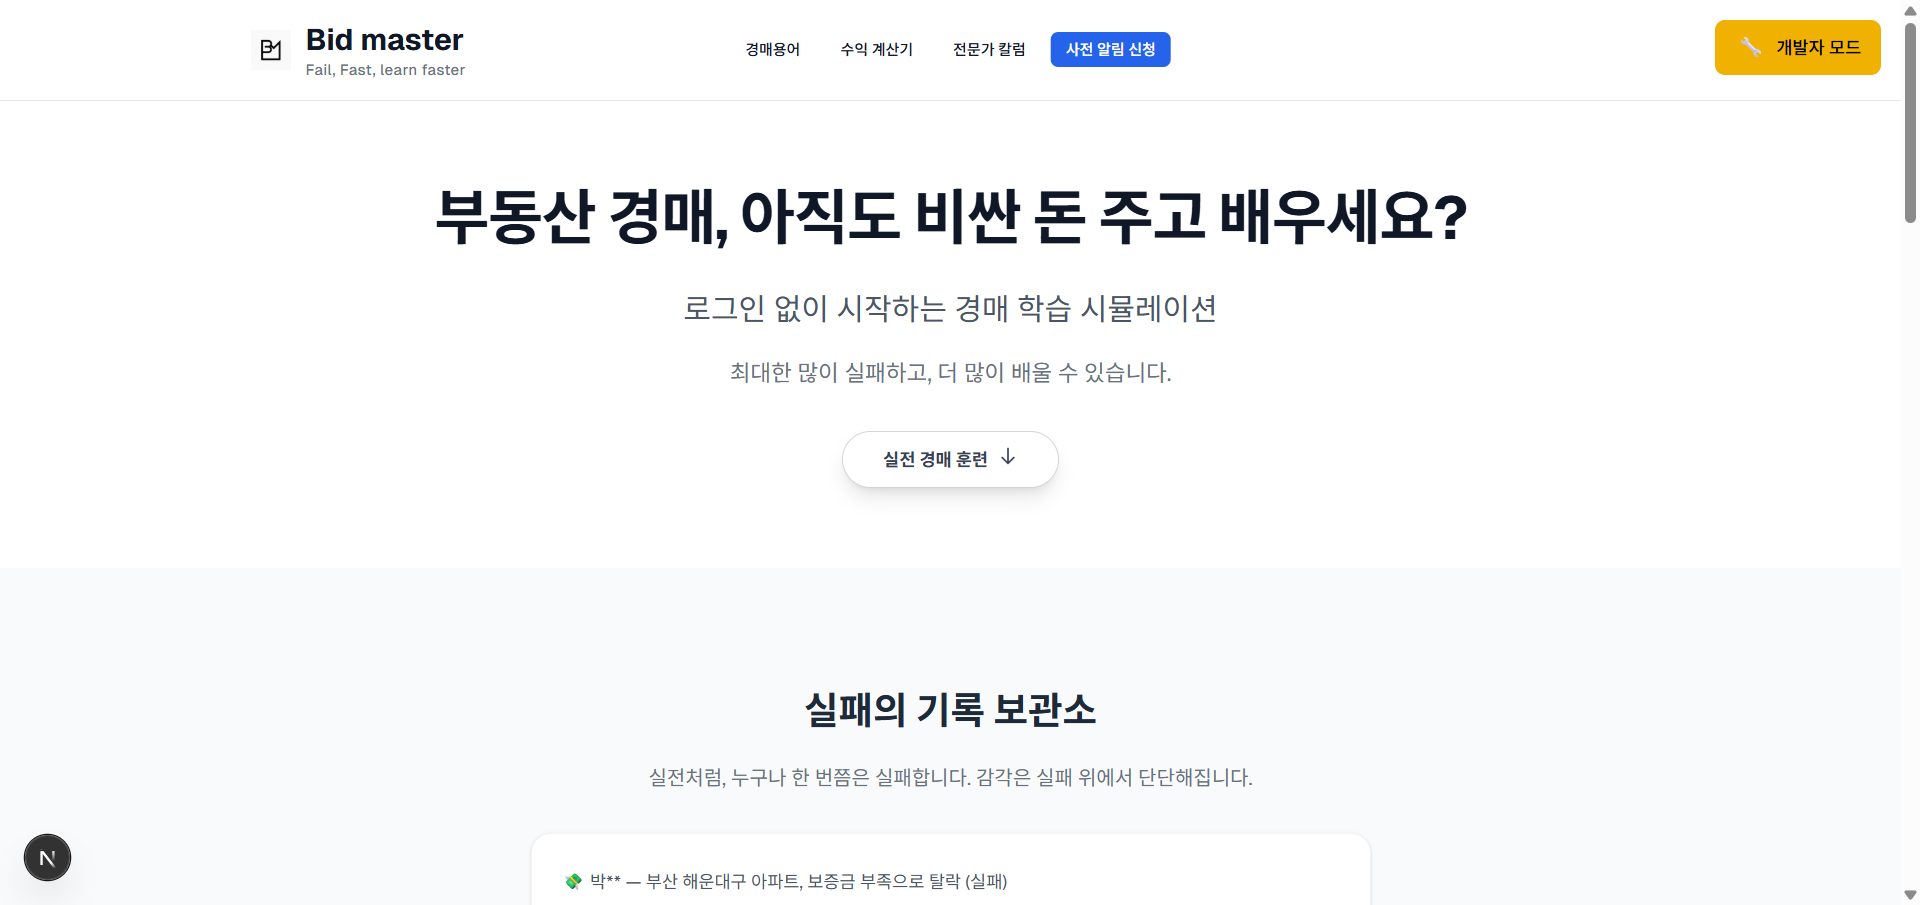 Bid master
Fail, Fast, learn faster
경매용어
수익 계산기
전문가 칼럼
사전 알림 신청
개발자 모드
부동산 경매, 아직도 비싼 돈 주고 배우세요?
로그인 없이 시작하는 경매 학습 시뮬레이션
최대한 많이 실패하고, 더 많이 배울 수 있습니다.
실전 경매 훈련 ↓
실패의 기록 보관소
실전처럼, 누구나 한 번쯤은 실패합니다. 감각은 실패 위에서 단단해집니다.
💸 박** — 부산 해운대구 아파트, 보증금 부족으로 탈락 (실패)
N